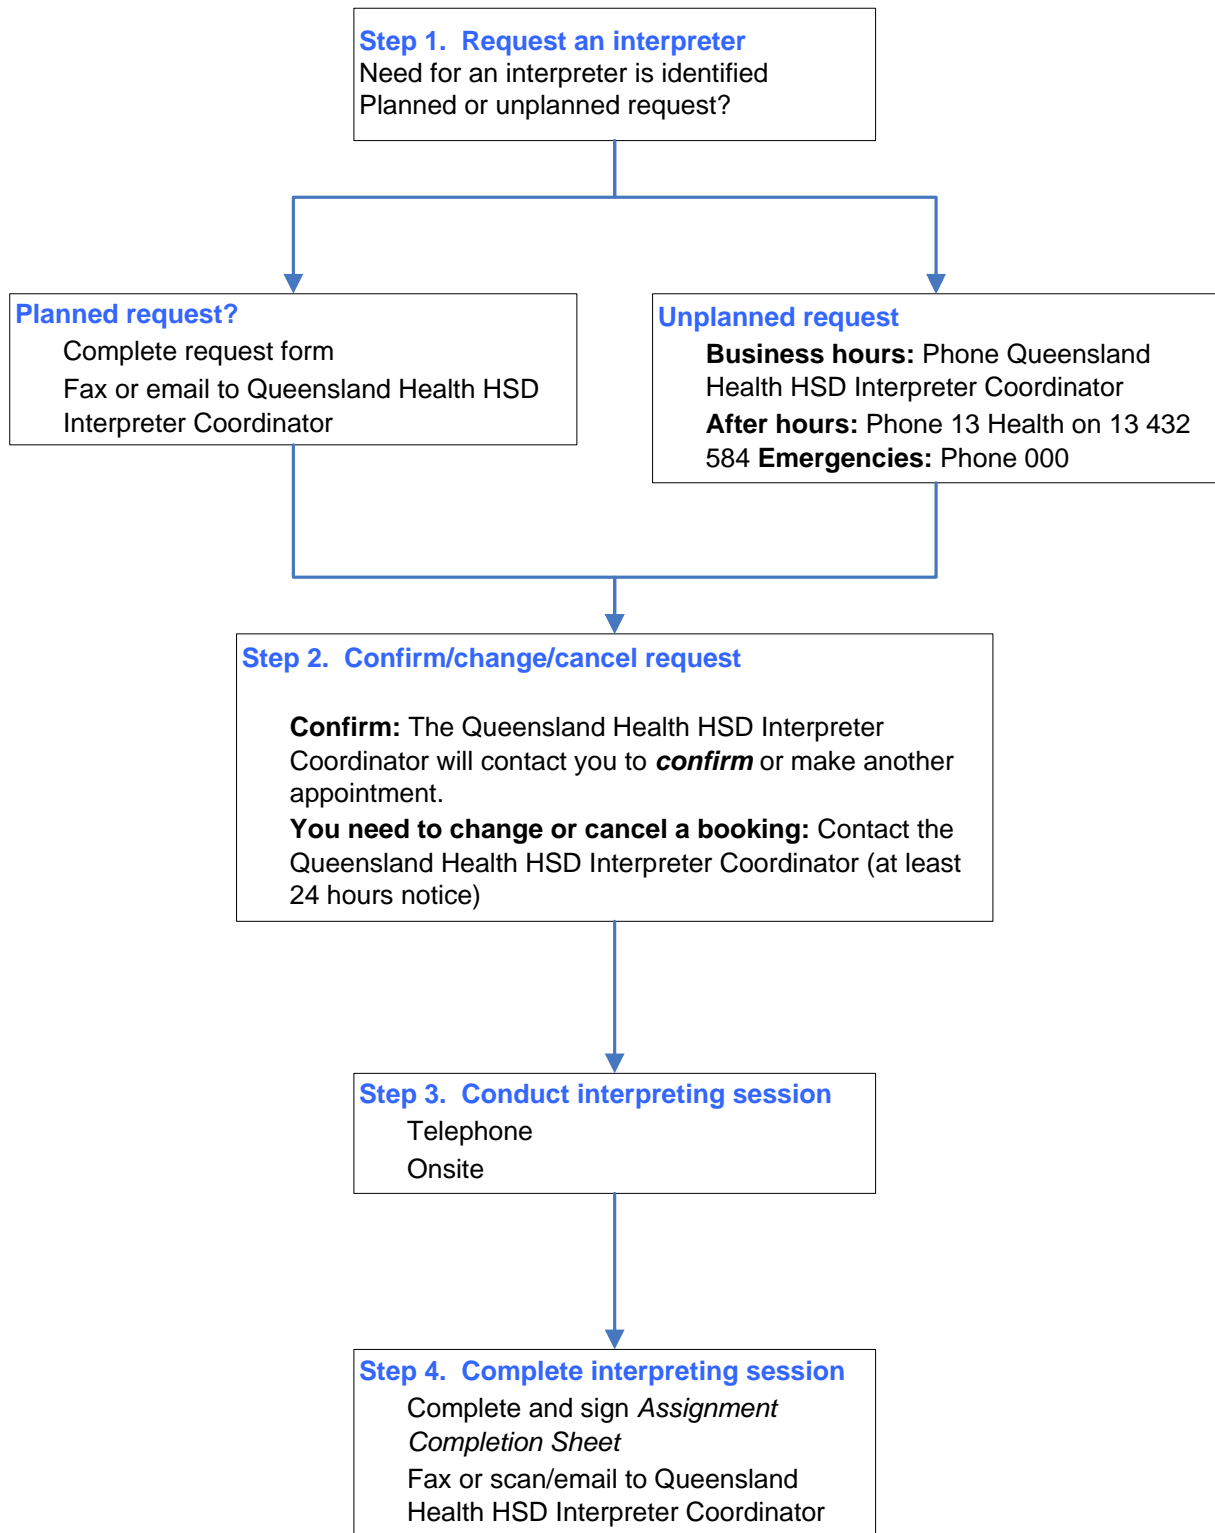 Step 1.  Request an interpreter
Need for an interpreter is identified
Planned or unplanned request?
Planned request?
Complete request form
Fax or email to Queensland Health HSD
Interpreter Coordinator
Unplanned request
Business hours: Phone Queensland
Health HSD Interpreter Coordinator
After hours: Phone 13 Health on 13 432
584 Emergencies: Phone 000
Step 2.  Confirm/change/cancel request
Confirm: The Queensland Health HSD Interpreter
Coordinator will contact you to confirm or make another
appointment.
You need to change or cancel a booking: Contact the
Queensland Health HSD Interpreter Coordinator (at least
24 hours notice)
Step 3.  Conduct interpreting session
Telephone
Onsite
Step 4.  Complete interpreting session
Complete and sign Assignment
Completion Sheet
Fax or scan/email to Queensland
Health HSD Interpreter Coordinator